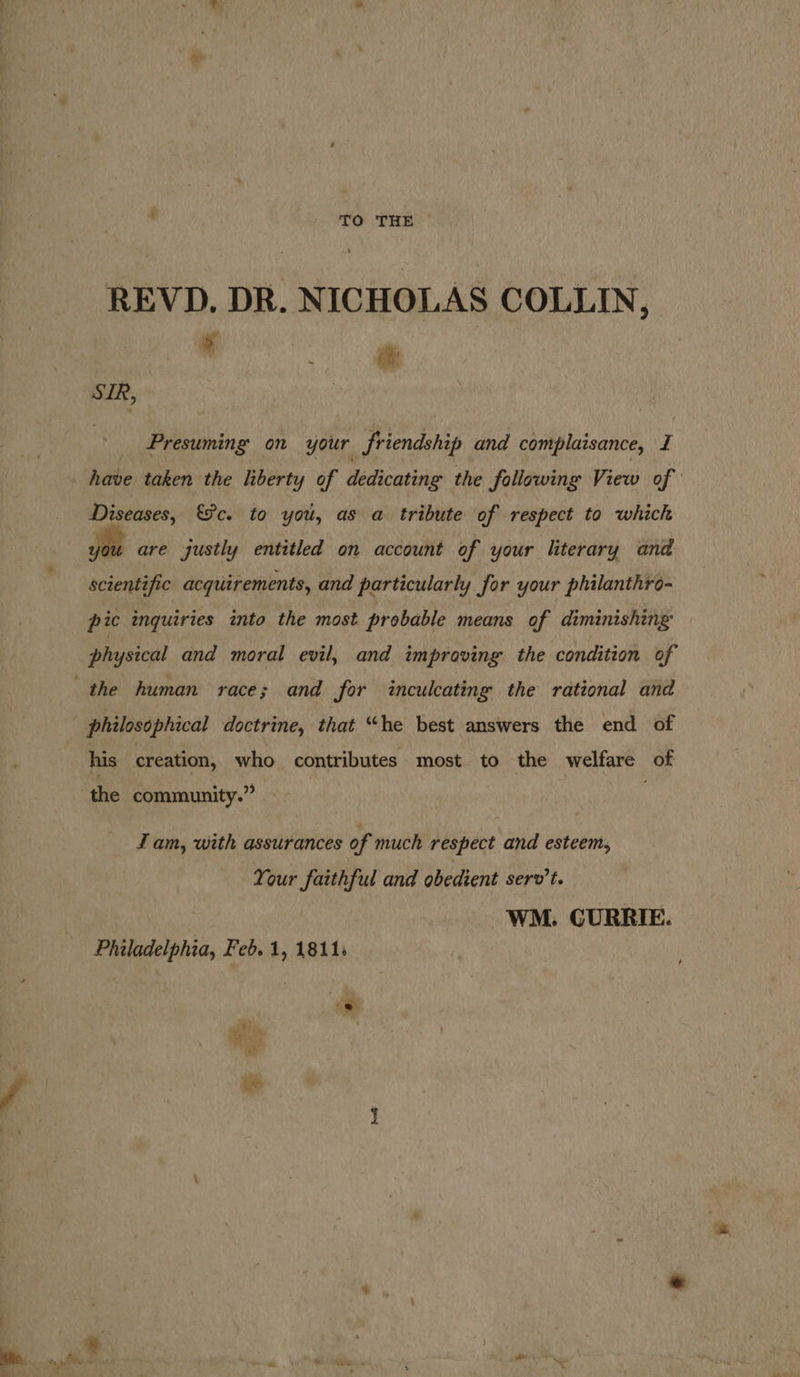 TO THE
REVD. DR. NICHOLAS COLLIN,
SIR,
Presuming on your friendship and complaisance, I
have taken the liberty of dedicating the following View of
Diseases, &c. to you, as a tribute of respect to which
you are justly entitled on account of your literary and
scientific acquirements, and particularly for your philanthro-
pic inquiries into the most probable means of diminishing
physical and moral evil, and improving the condition of
the human race; and for inculcating the rational and
philosophical doctrine, that “he best answers the end of
his creation, who contributes most to the welfare of
the community.”
I am, with assurances of much respect and esteem,
Your faithful and obedient serv't.
WM. CURRIE.
Philadelphia, Feb. 1, 1811.